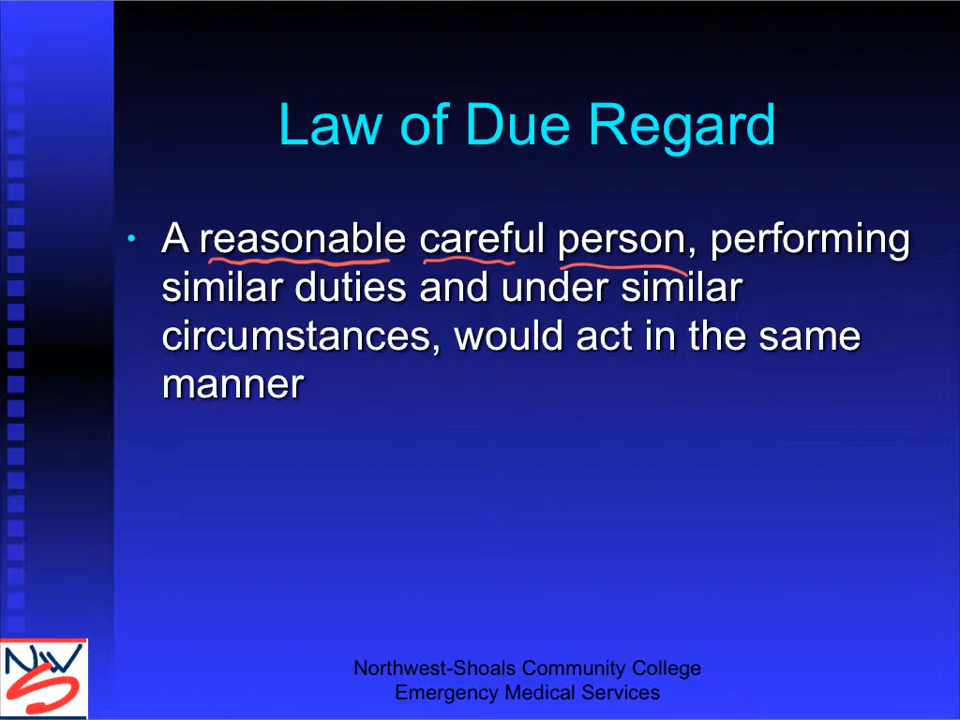 Law of Due Regard
• A reasonable careful person, performing
similar duties and under similar
circumstances, would act in the same
manner
NWS
Northwest-Shoals Community College
Emergency Medical Services